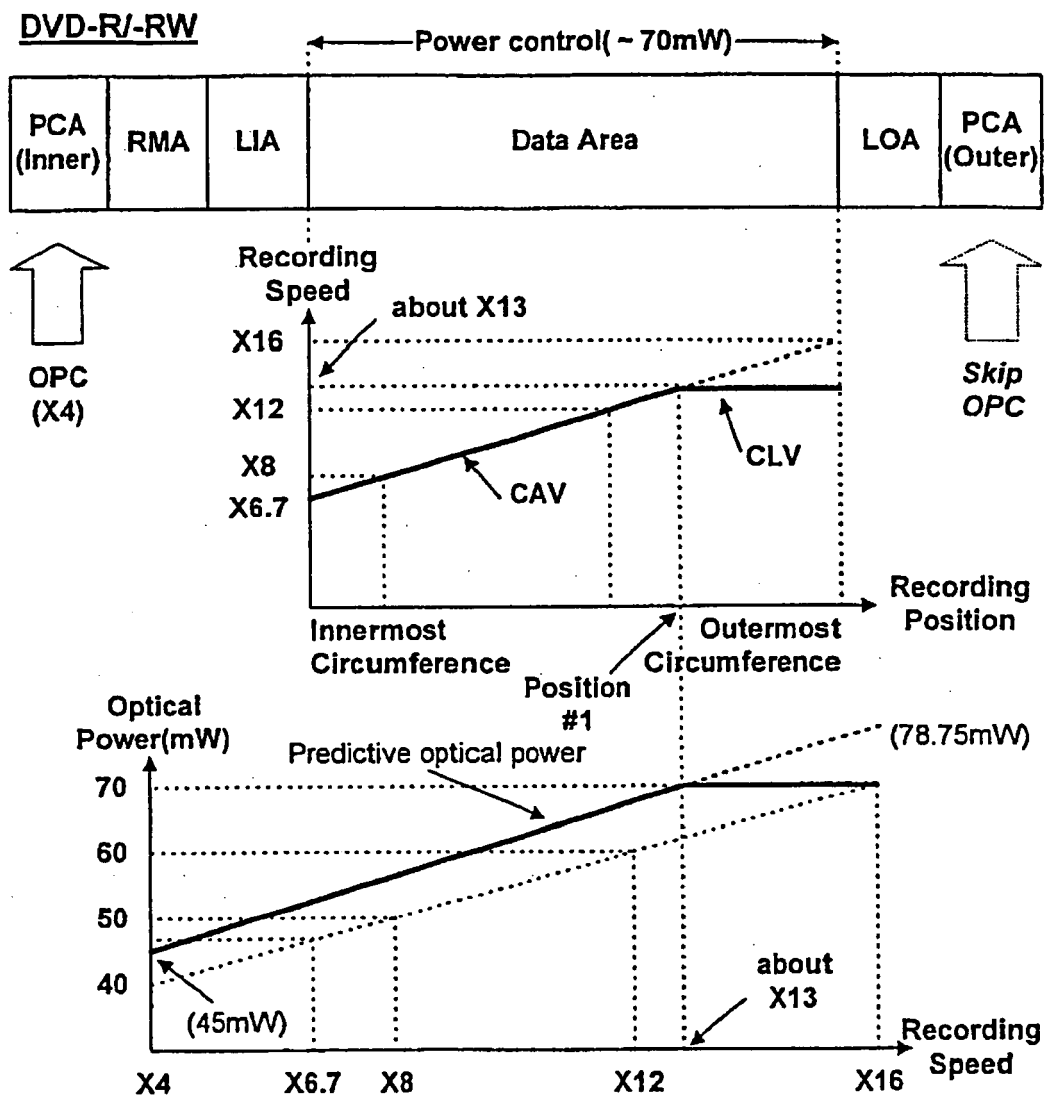 DVD-R/-RW
Power control( ~ 70mW)
PCA
(Inner)
RMA
LIA
Data Area
LOA
PCA
(Outer)
Recording
Speed
about X13
X16
X12
X8
X6.7
OPC
(X4)
Skip
OPC
CLV
CAV
Recording
Position
Innermost
Circumference
Outermost
Circumference
Position
#1
Optical
Power(mW)
Predictive optical power
(78.75mW)
70
60
50
40
(45mW)
about
X13
Recording
Speed
X4
X6.7
X8
X12
X16